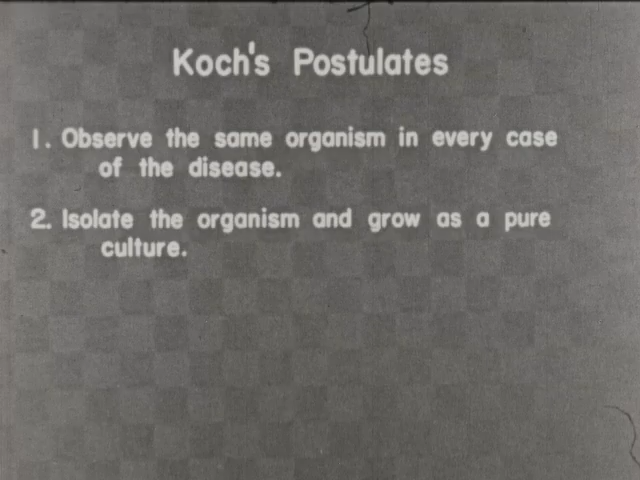 Koch's Postulates
1. Observe the same organism in every case
of the disease.
2. Isolate the organism and grow as a pure
culture.